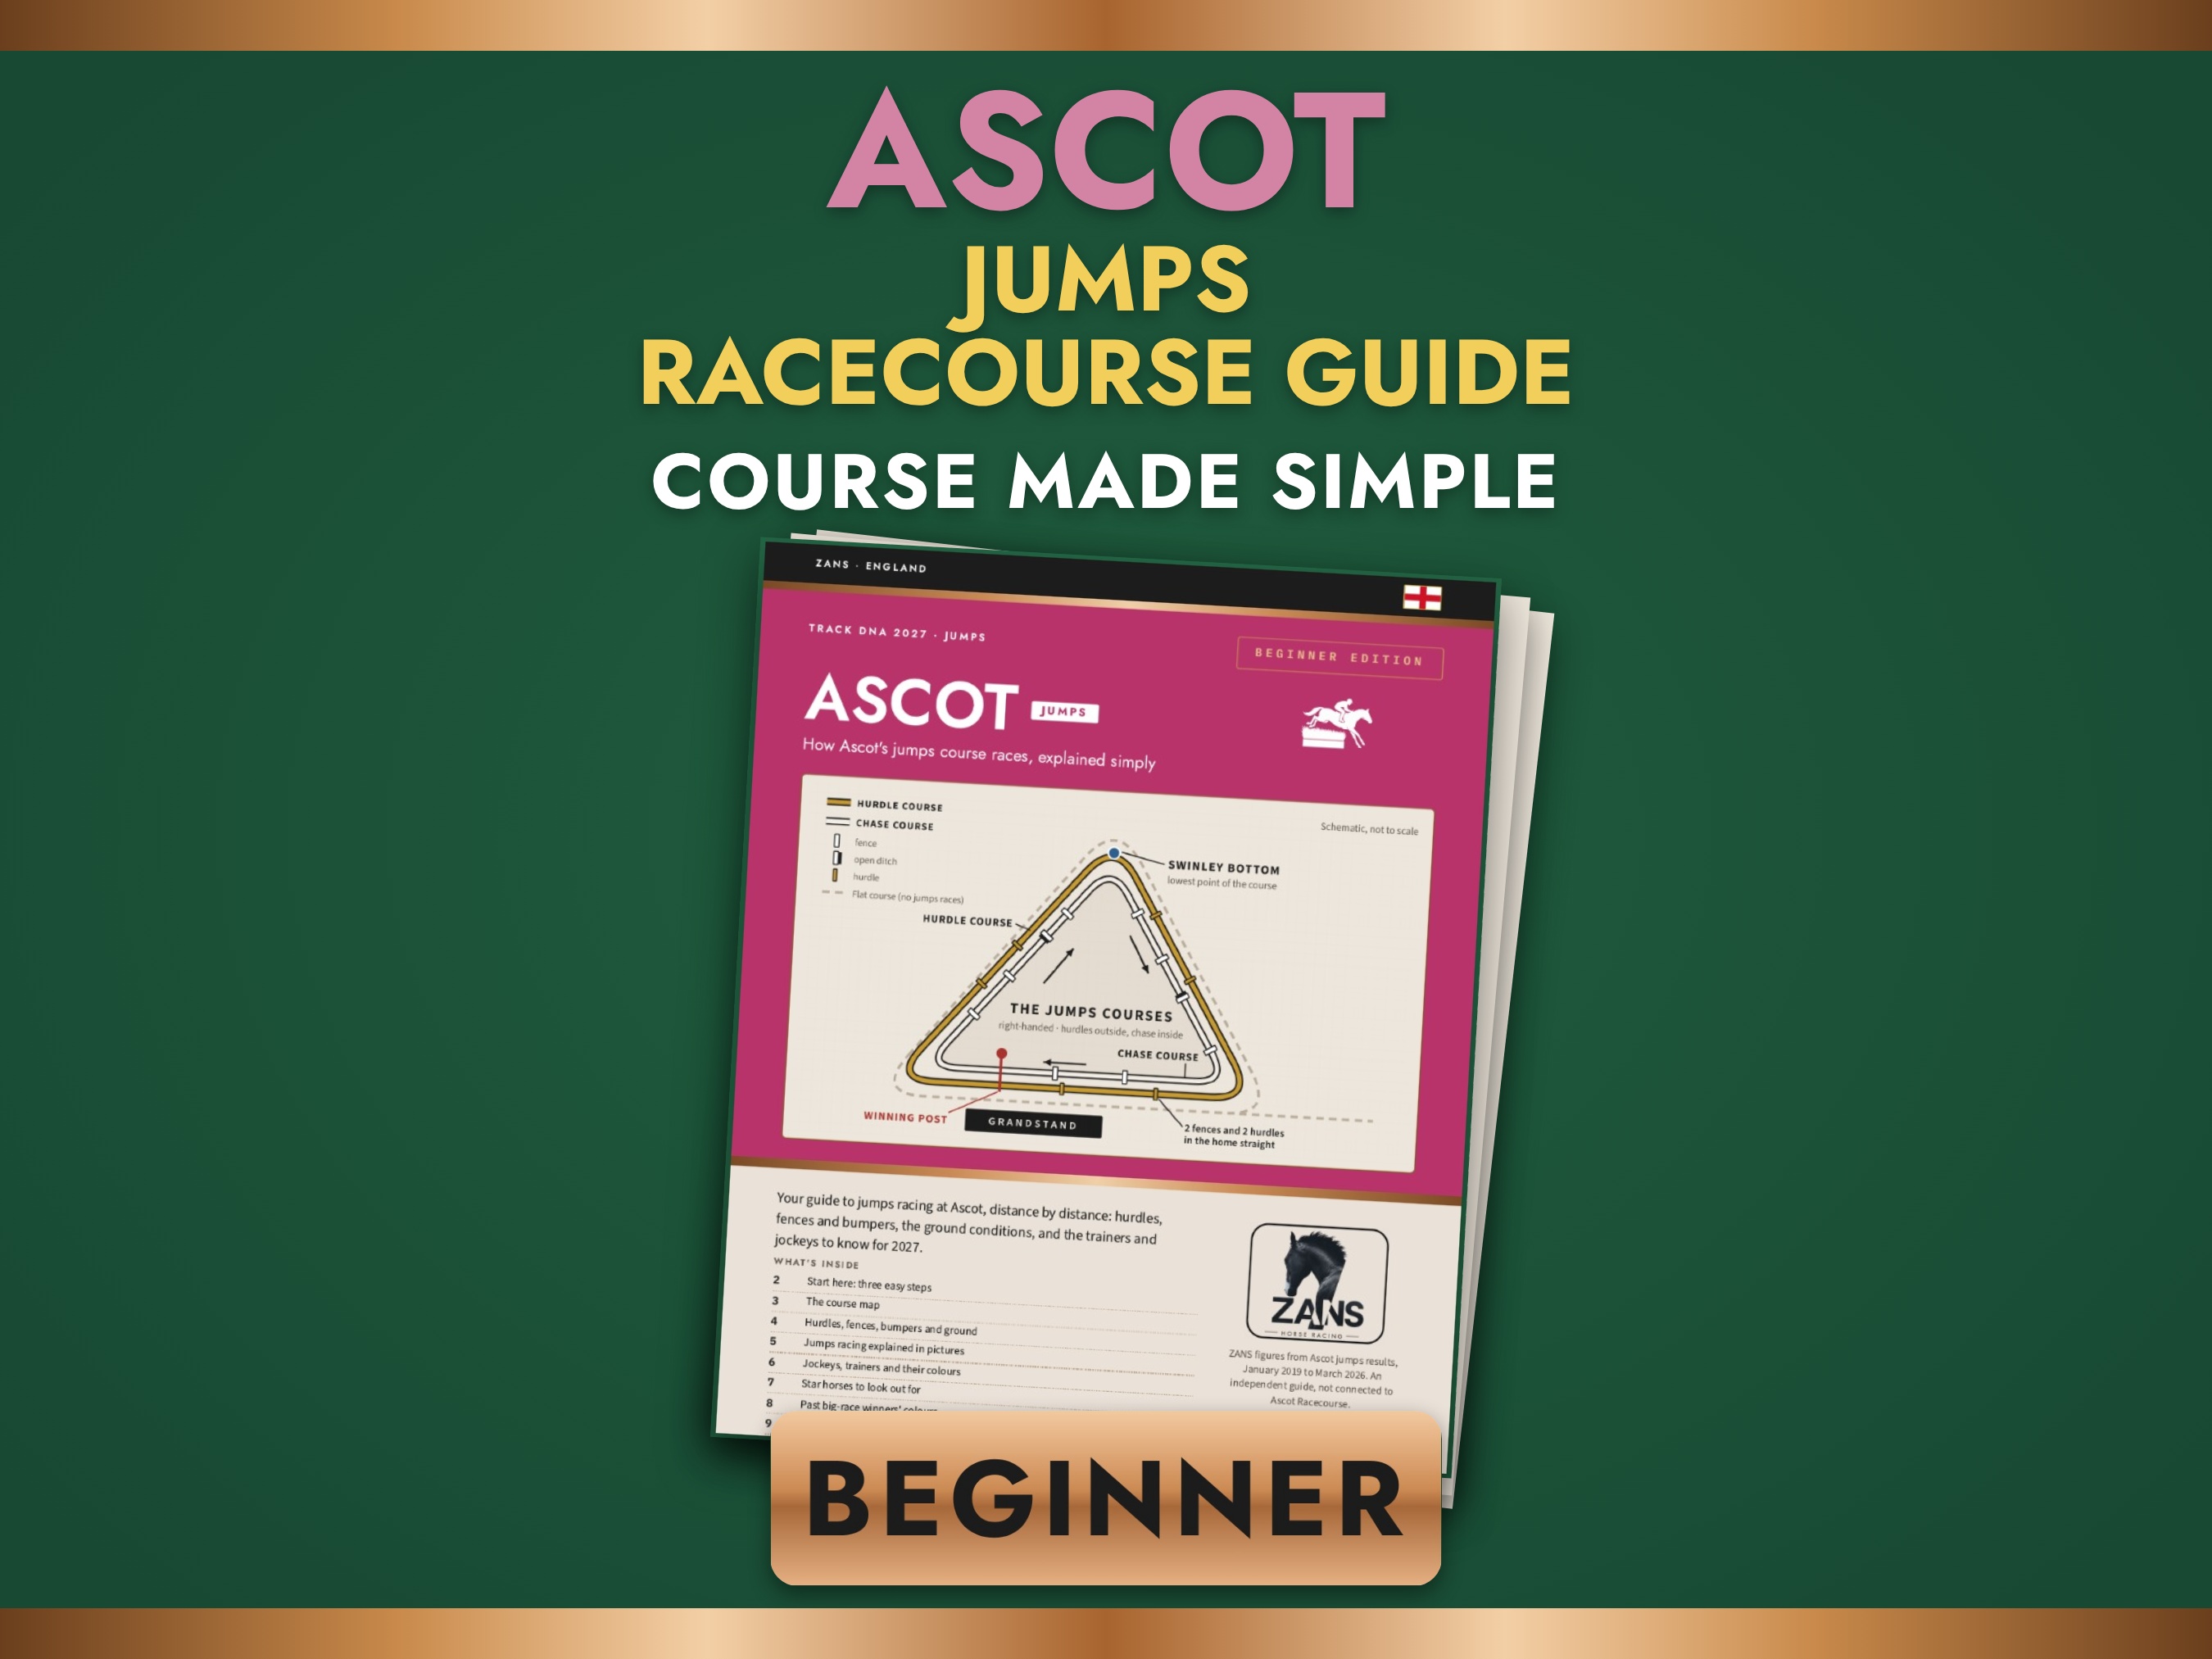 ASCOT
JUMPS
RACECOURSE GUIDE
COURSE MADE SIMPLE
ZANS · ENGLAND
TRACK DNA 2027 · JUMPS
BEGINNER EDITION
ASCOT JUMPS
How Ascot's jumps course races, explained simply
HURDLE COURSE
CHASE COURSE
fence
open ditch
hurdle
Flat course (no jumps races)
Schematic, not to scale
SWINLEY BOTTOM
lowest point of the course
HURDLE COURSE
THE JUMPS COURSES
right-handed · hurdles outside, chase inside
CHASE COURSE
WINNING POST
GRANDSTAND
2 fences and 2 hurdles
in the home straight
Your guide to jumps racing at Ascot, distance by distance: hurdles,
fences and bumpers, the ground conditions, and the trainers and
jockeys to know for 2027.
WHAT'S INSIDE
2 Start here: three easy steps
3 The course map
4 Hurdles, fences, bumpers and ground
5 Jumps racing explained in pictures
6 Jockeys, trainers and their colours
7 Star horses to look out for
8 Past big-race winners' colours
9
ZANS
HORSE RACING
ZANS figures from Ascot jumps results,
January 2019 to March 2026. An
independent guide, not connected to
Ascot Racecourse.
BEGINNER